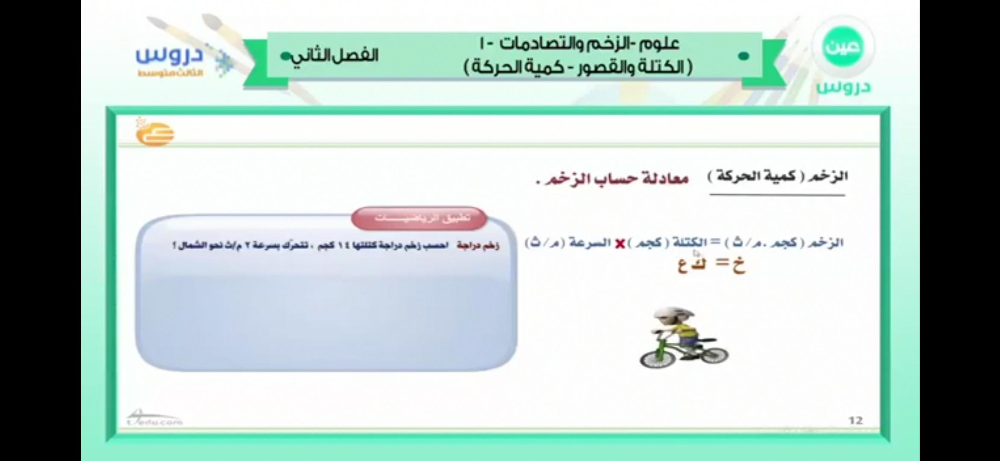 عين
دروس
علوم -الزخم والتصادمات - ١
( الكتلة والقصور - كمية الحركة )
الفصل الثاني
دروس
الثالث متوسط
الزخم ( كمية الحركة ) معادلة حساب الزخم .
الزخم ( كجم .م/ ث ) = الكتلة ( كجم ) x السرعة (م/ ث)
خ = ك ع
تطبيق الرياضيـــــات
زخم دراجة احسب زخم دراجة كتلتها ١٤ كجم ، تتحرّك بسرعة ٢ م/ث نحو الشمال ؟
edu.com
12